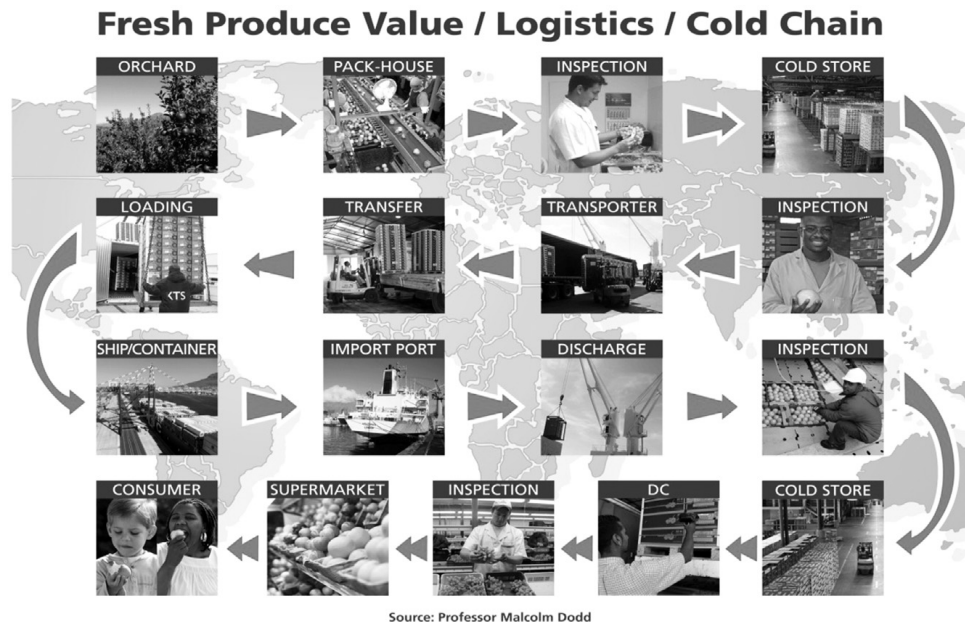 Fresh Produce Value / Logistics / Cold Chain
ORCHARD
PACK-HOUSE
INSPECTION
COLD STORE
LOADING
TRANSFER
TRANSPORTER
INSPECTION
KTS
SHIP/CONTAINER
IMPORT PORT
DISCHARGE
INSPECTION
CONSUMER
SUPERMARKET
INSPECTION
DC
COLD STORE
Source: Professor Malcolm Dodd